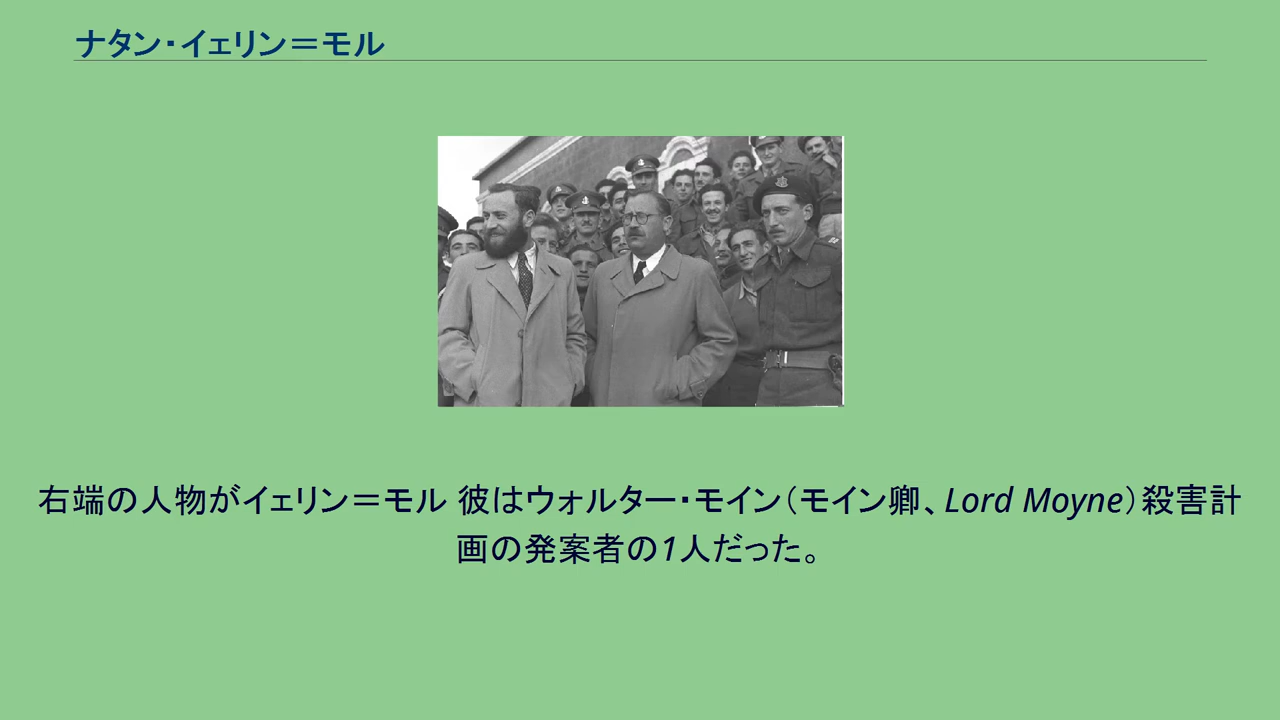 ナタン・イェリン＝モル
右端の人物がイェリン＝モル 彼はウォルター・モイン（モイン卿、Lord Moyne）殺害計
画の発案者の1人だった。